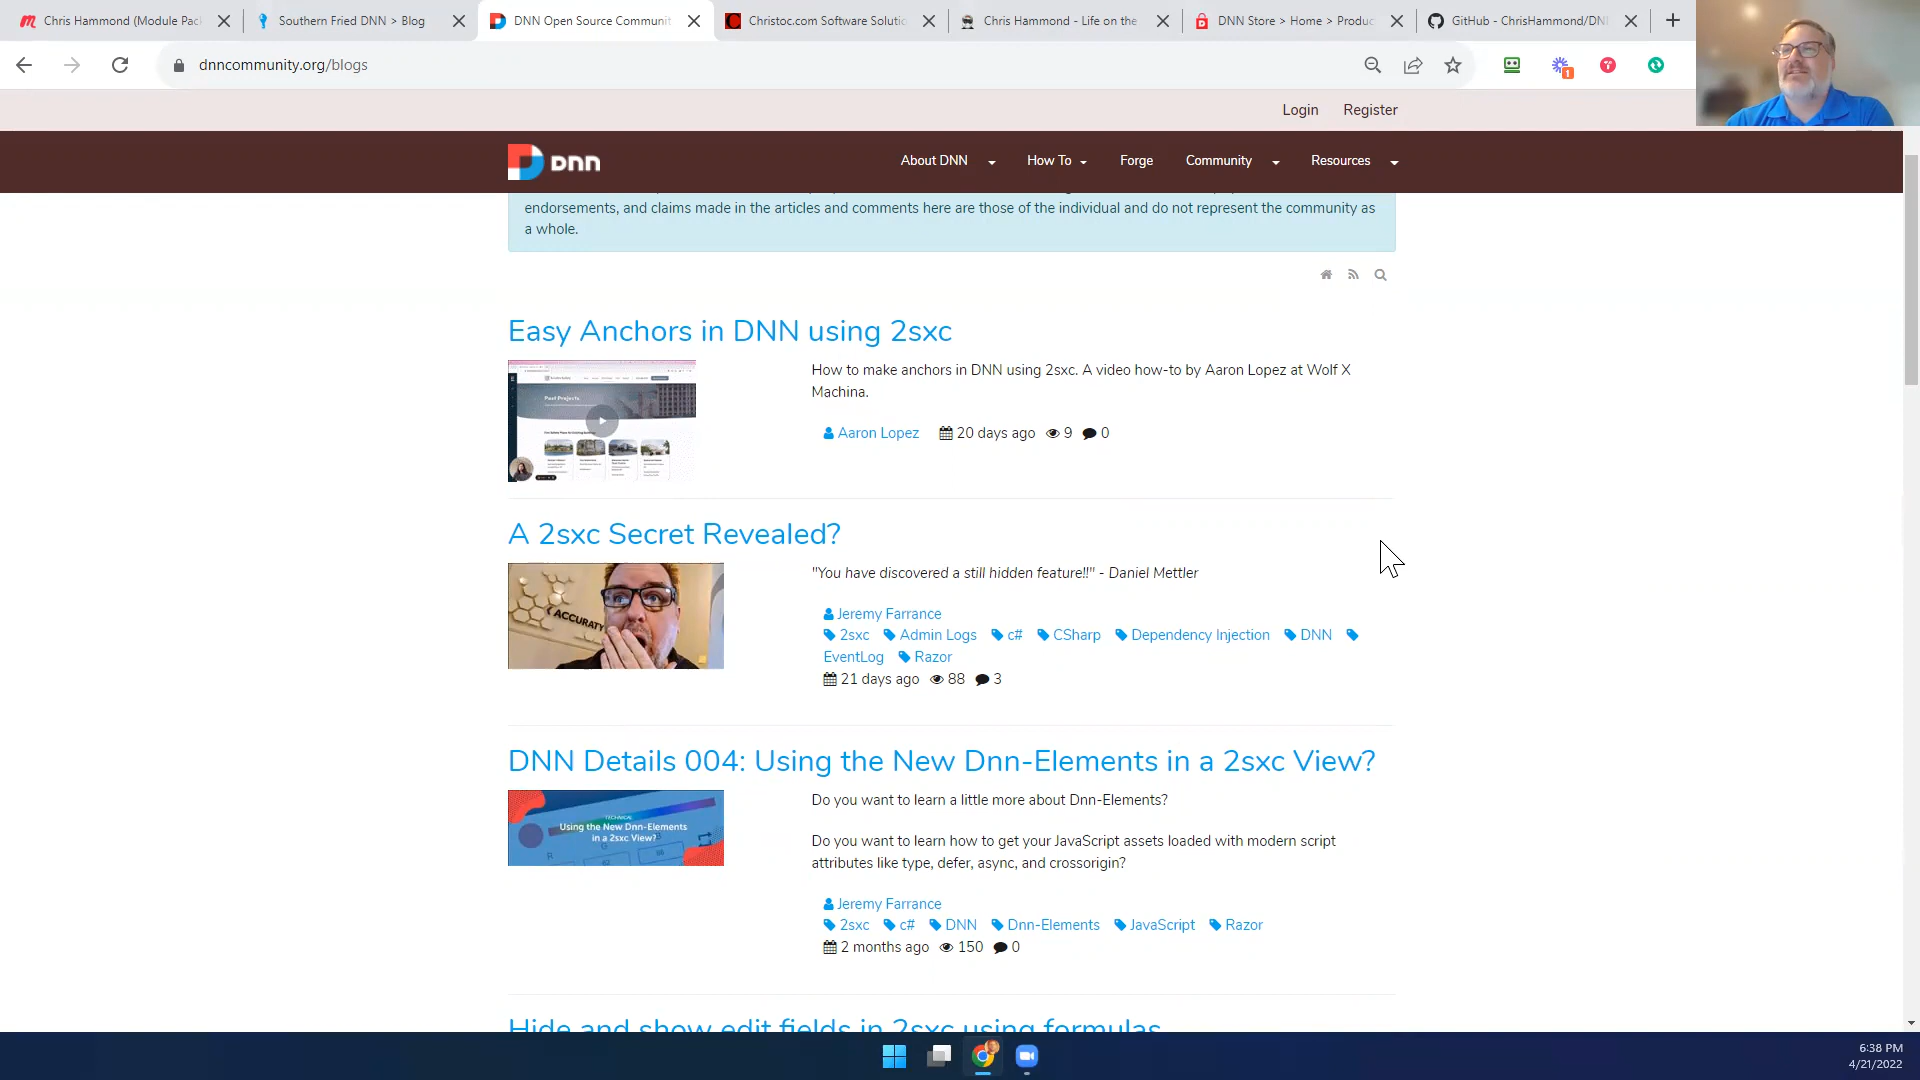 Chris Hammond (Module Pac
Southern Fried DNN > Blog
DNN Open Source Communit
Christoc.com Software Solutio
Chris Hammond - Life on the
DNN Store > Home > Produc
GitHub - ChrisHammond/DN
dnncommunity.org/blogs
1
Login
Register
dnn
About DNN
How To
Forge
Community
Resources
endorsements, and claims made in the articles and comments here are those of the individual and do not represent the community as
a whole.
Easy Anchors in DNN using 2sxc
Past Projects
How to make anchors in DNN using 2sxc. A video how-to by Aaron Lopez at Wolf X
Machina.
Aaron Lopez 20 days ago 9 0
A 2sxc Secret Revealed?
ACCURATY
"You have discovered a still hidden feature!!" - Daniel Mettler
Jeremy Farrance
2sxc Admin Logs c# CSharp Dependency Injection DNN
EventLog Razor
21 days ago 88 3
DNN Details 004: Using the New Dnn-Elements in a 2sxc View?
TECHNICAL
Using the New Dnn-Elements
in a 2sxc View?
Do you want to learn a little more about Dnn-Elements?
Do you want to learn how to get your JavaScript assets loaded with modern script
attributes like type, defer, async, and crossorigin?
Jeremy Farrance
2sxc c# DNN Dnn-Elements JavaScript Razor
2 months ago 150 0
Hide and show edit fields in 2sxc using formulas
6:38 PM
4/21/2022